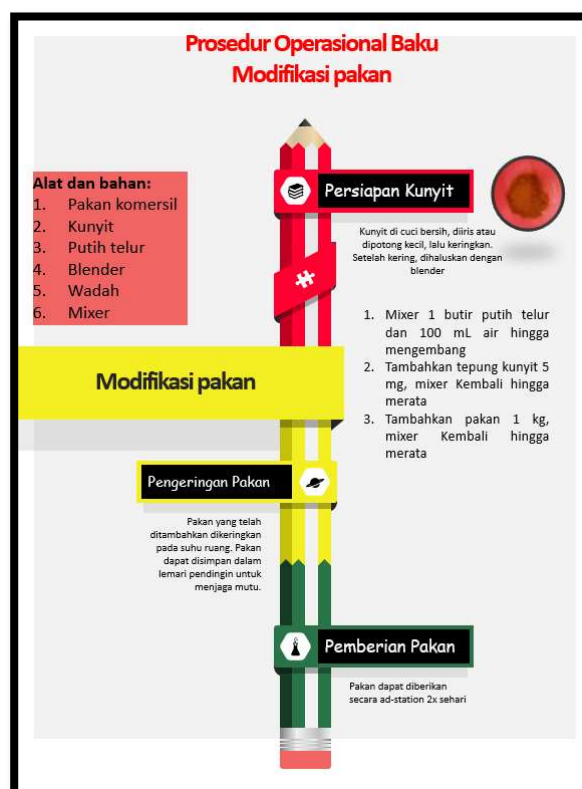 Prosedur Operasional Baku
Modifikasi pakan
Alat dan bahan:
1. Pakan komersil
2. Kunyit
3. Putih telur
4. Blender
5. Wadah
6. Mixer
Persiapan Kunyit
Kunyit di cuci bersih, diiris atau
dipotong kecil, lalu keringkan.
Setelah kering, dihaluskan dengan
blender
Modifikasi pakan
1. Mixer 1 butir putih telur
dan 100 mL air hingga
mengembang
2. Tambahkan tepung kunyit 5
mg, mixer Kembali hingga
merata
3. Tambahkan pakan 1 kg,
mixer Kembali hingga
merata
Pengeringan Pakan
Pakan yang telah
ditambahkan dikeringkan
pada suhu ruang. Pakan
dapat disimpan dalam
lemari pendingin untuk
menjaga mutu.
Pemberian Pakan
Pakan dapat diberikan
secara ad-station 2x sehari